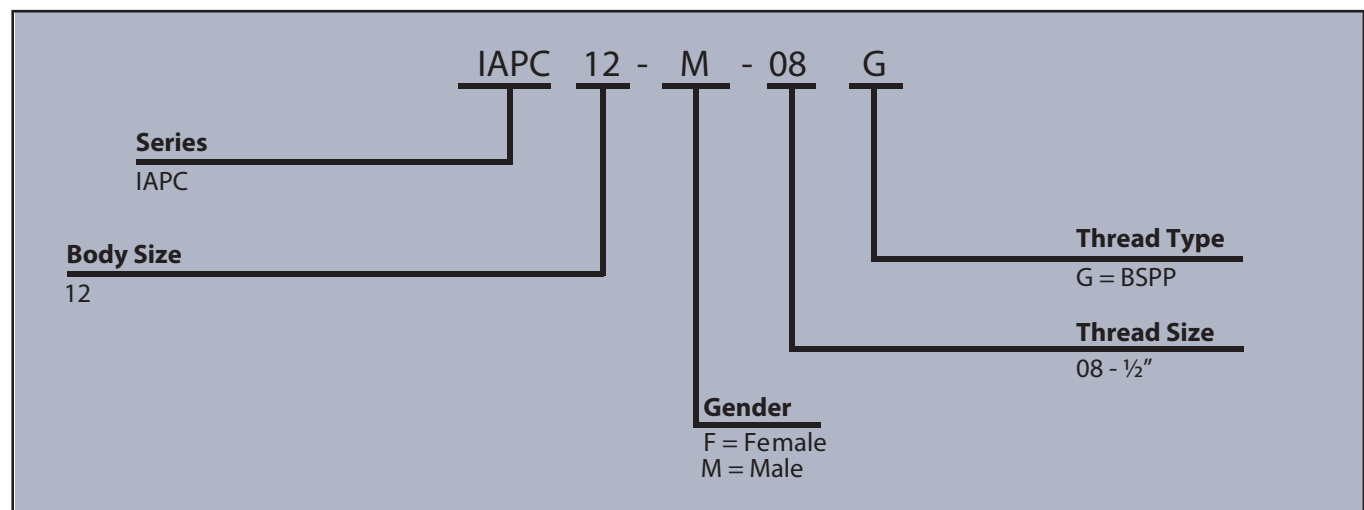 IAPC 12 - M - 08 G
Series
IAPC
Body Size
12
Thread Type
G = BSPP
Thread Size
08 - ½"
Gender
F = Female
M = Male